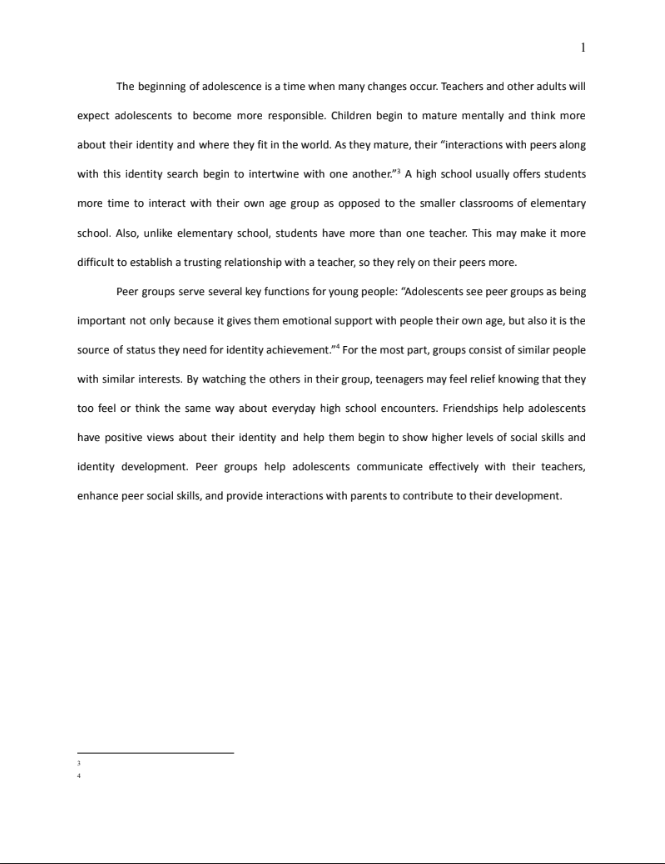 1
The beginning of adolescence is a time when many changes occur. Teachers and other adults will
expect adolescents to become more responsible. Children begin to mature mentally and think more
about their identity and where they fit in the world. As they mature, their “interactions with peers along
with this identity search begin to intertwine with one another.”³ A high school usually offers students
more time to interact with their own age group as opposed to the smaller classrooms of elementary
school. Also, unlike elementary school, students have more than one teacher. This may make it more
difficult to establish a trusting relationship with a teacher, so they rely on their peers more.
Peer groups serve several key functions for young people: “Adolescents see peer groups as being
important not only because it gives them emotional support with people their own age, but also it is the
source of status they need for identity achievement.”⁴ For the most part, groups consist of similar people
with similar interests. By watching the others in their group, teenagers may feel relief knowing that they
too feel or think the same way about everyday high school encounters. Friendships help adolescents
have positive views about their identity and help them begin to show higher levels of social skills and
identity development. Peer groups help adolescents communicate effectively with their teachers,
enhance peer social skills, and provide interactions with parents to contribute to their development.
3
4